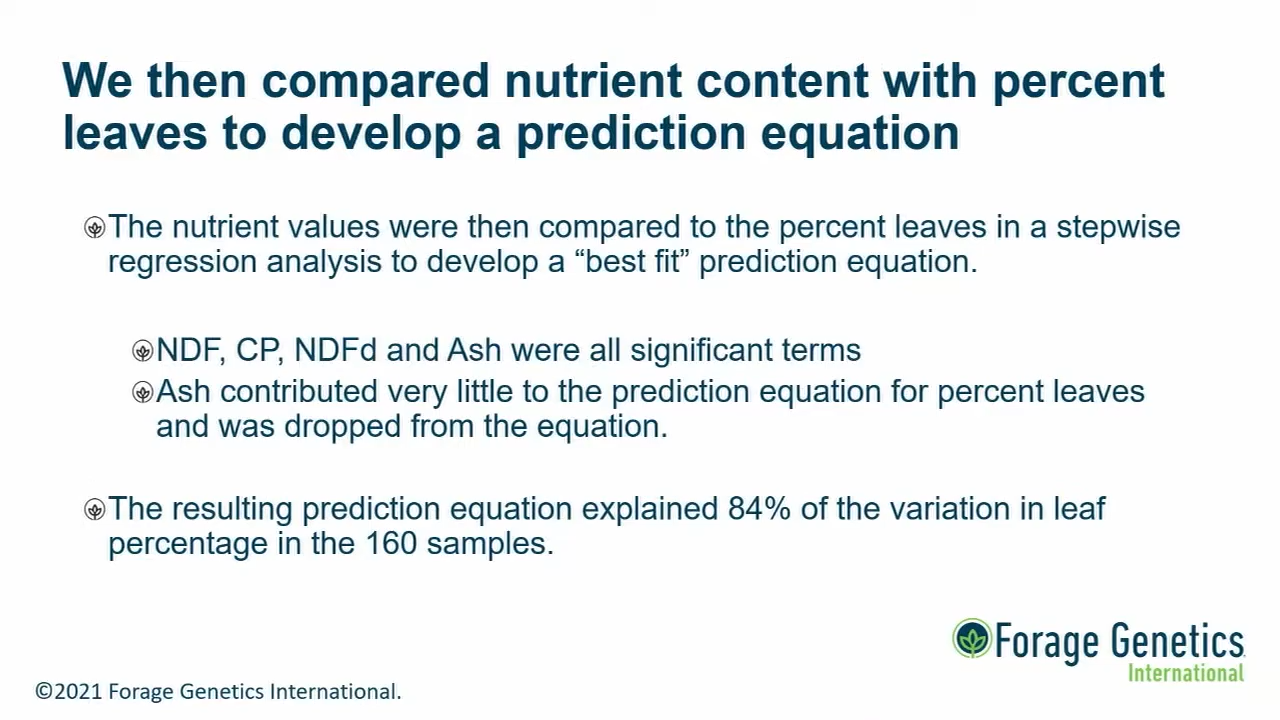 We then compared nutrient content with percent
leaves to develop a prediction equation
The nutrient values were then compared to the percent leaves in a stepwise
regression analysis to develop a “best fit” prediction equation.
NDF, CP, NDFd and Ash were all significant terms
Ash contributed very little to the prediction equation for percent leaves
and was dropped from the equation.
The resulting prediction equation explained 84% of the variation in leaf
percentage in the 160 samples.
Forage Genetics
International
©2021 Forage Genetics International.